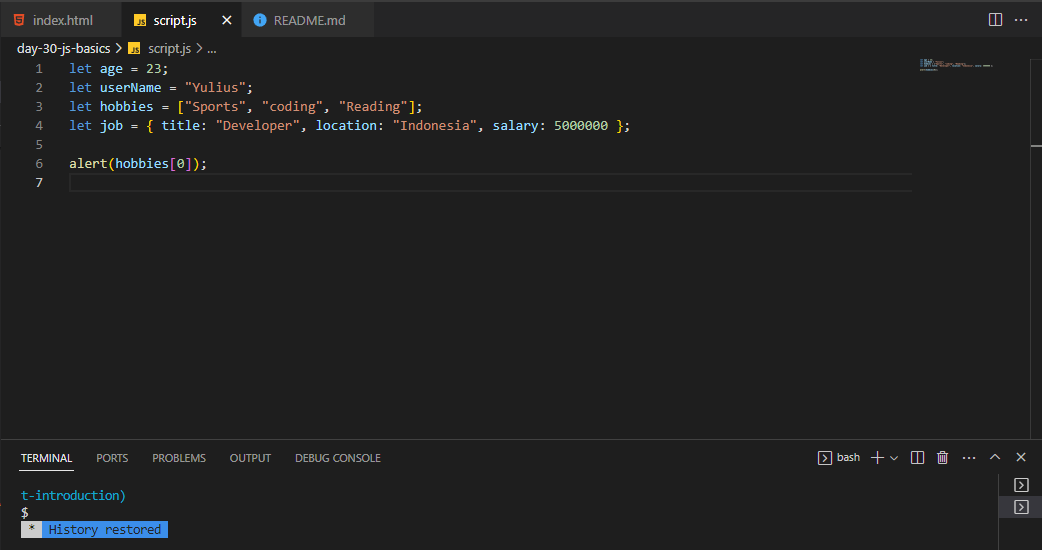 index.html script.js README.md
day-30-js-basics > script.js > ...
1 let age = 23;
2 let userName = "Yulius";
3 let hobbies = ["Sports", "coding", "Reading"];
4 let job = { title: "Developer", location: "Indonesia", salary: 5000000 };
5
6 alert(hobbies[0]);
7
TERMINAL PORTS PROBLEMS OUTPUT DEBUG CONSOLE bash
t-introduction)
$
* History restored